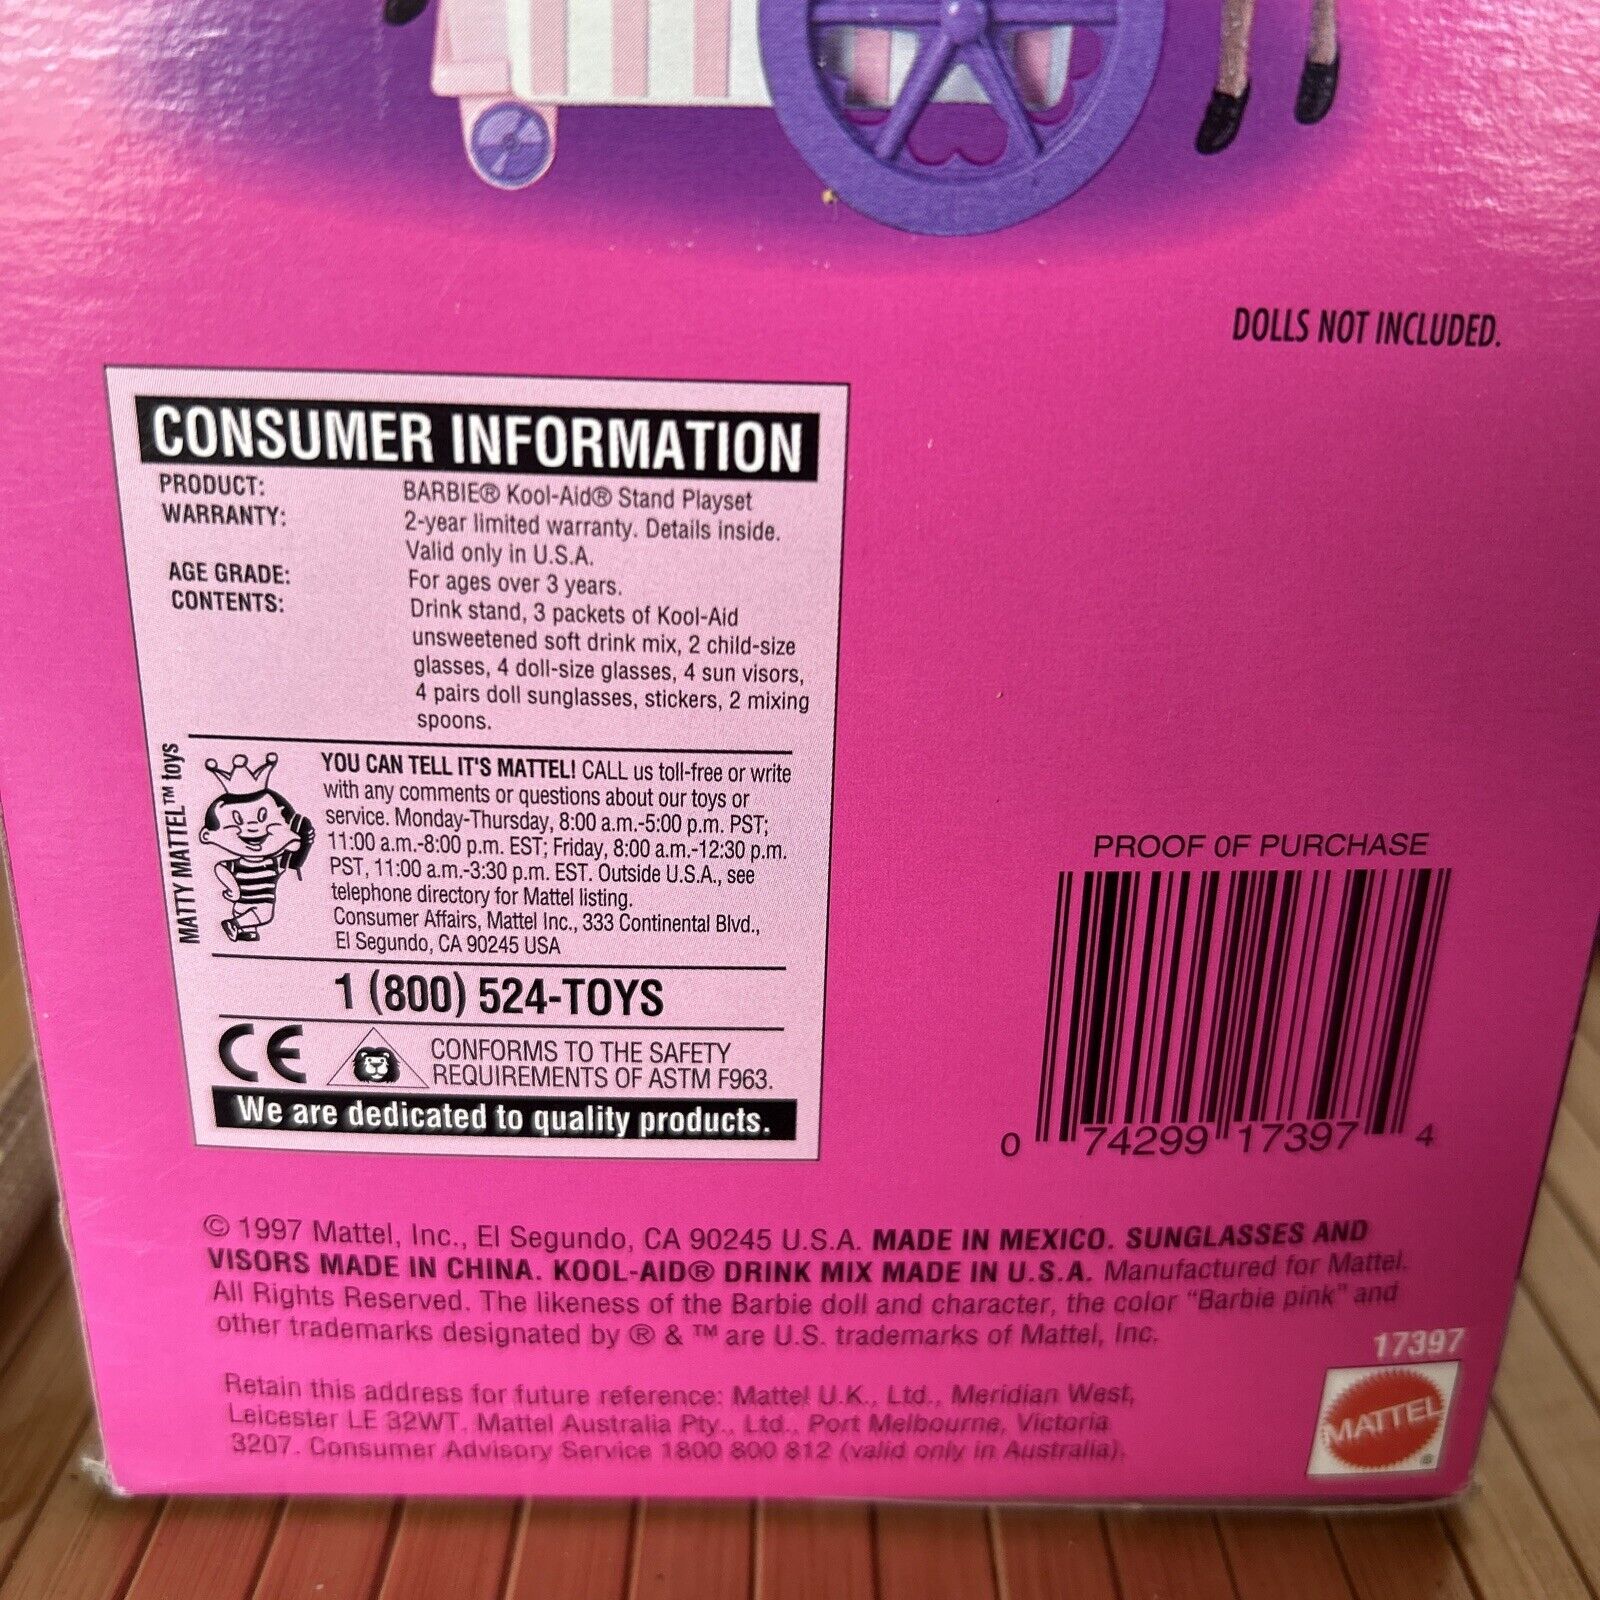 DOLLS NOT INCLUDED.
CONSUMER INFORMATION
PRODUCT: BARBIE® Kool-Aid® Stand Playset
WARRANTY: 2-year limited warranty. Details inside.
Valid only in U.S.A.
AGE GRADE: For ages over 3 years.
CONTENTS: Drink stand, 3 packets of Kool-Aid
unsweetened soft drink mix, 2 child-size
glasses, 4 doll-size glasses, 4 sun visors,
4 pairs doll sunglasses, stickers, 2 mixing
spoons.
MATTY MATTEL™ toys
YOU CAN TELL IT'S MATTEL! CALL us toll-free or write
with any comments or questions about our toys or
service. Monday-Thursday, 8:00 a.m.-5:00 p.m. PST;
11:00 a.m.-8:00 p.m. EST; Friday, 8:00 a.m.-12:30 p.m.
PST, 11:00 a.m.-3:30 p.m. EST. Outside U.S.A., see
telephone directory for Mattel listing.
Consumer Affairs, Mattel Inc., 333 Continental Blvd.,
El Segundo, CA 90245 USA
1 (800) 524-TOYS
CE
CONFORMS TO THE SAFETY
REQUIREMENTS OF ASTM F963.
We are dedicated to quality products.
PROOF OF PURCHASE
0 74299 17397 4
© 1997 Mattel, Inc., El Segundo, CA 90245 U.S.A. MADE IN MEXICO. SUNGLASSES AND
VISORS MADE IN CHINA. KOOL-AID® DRINK MIX MADE IN U.S.A. Manufactured for Mattel.
All Rights Reserved. The likeness of the Barbie doll and character, the color "Barbie pink" and
other trademarks designated by ® & ™ are U.S. trademarks of Mattel, Inc.
17397
Retain this address for future reference: Mattel U.K., Ltd., Meridian West,
Leicester LE 32WT. Mattel Australia Pty., Ltd., Port Melbourne, Victoria
3207. Consumer Advisory Service 1800 800 812 (valid only in Australia).
MATTEL
®